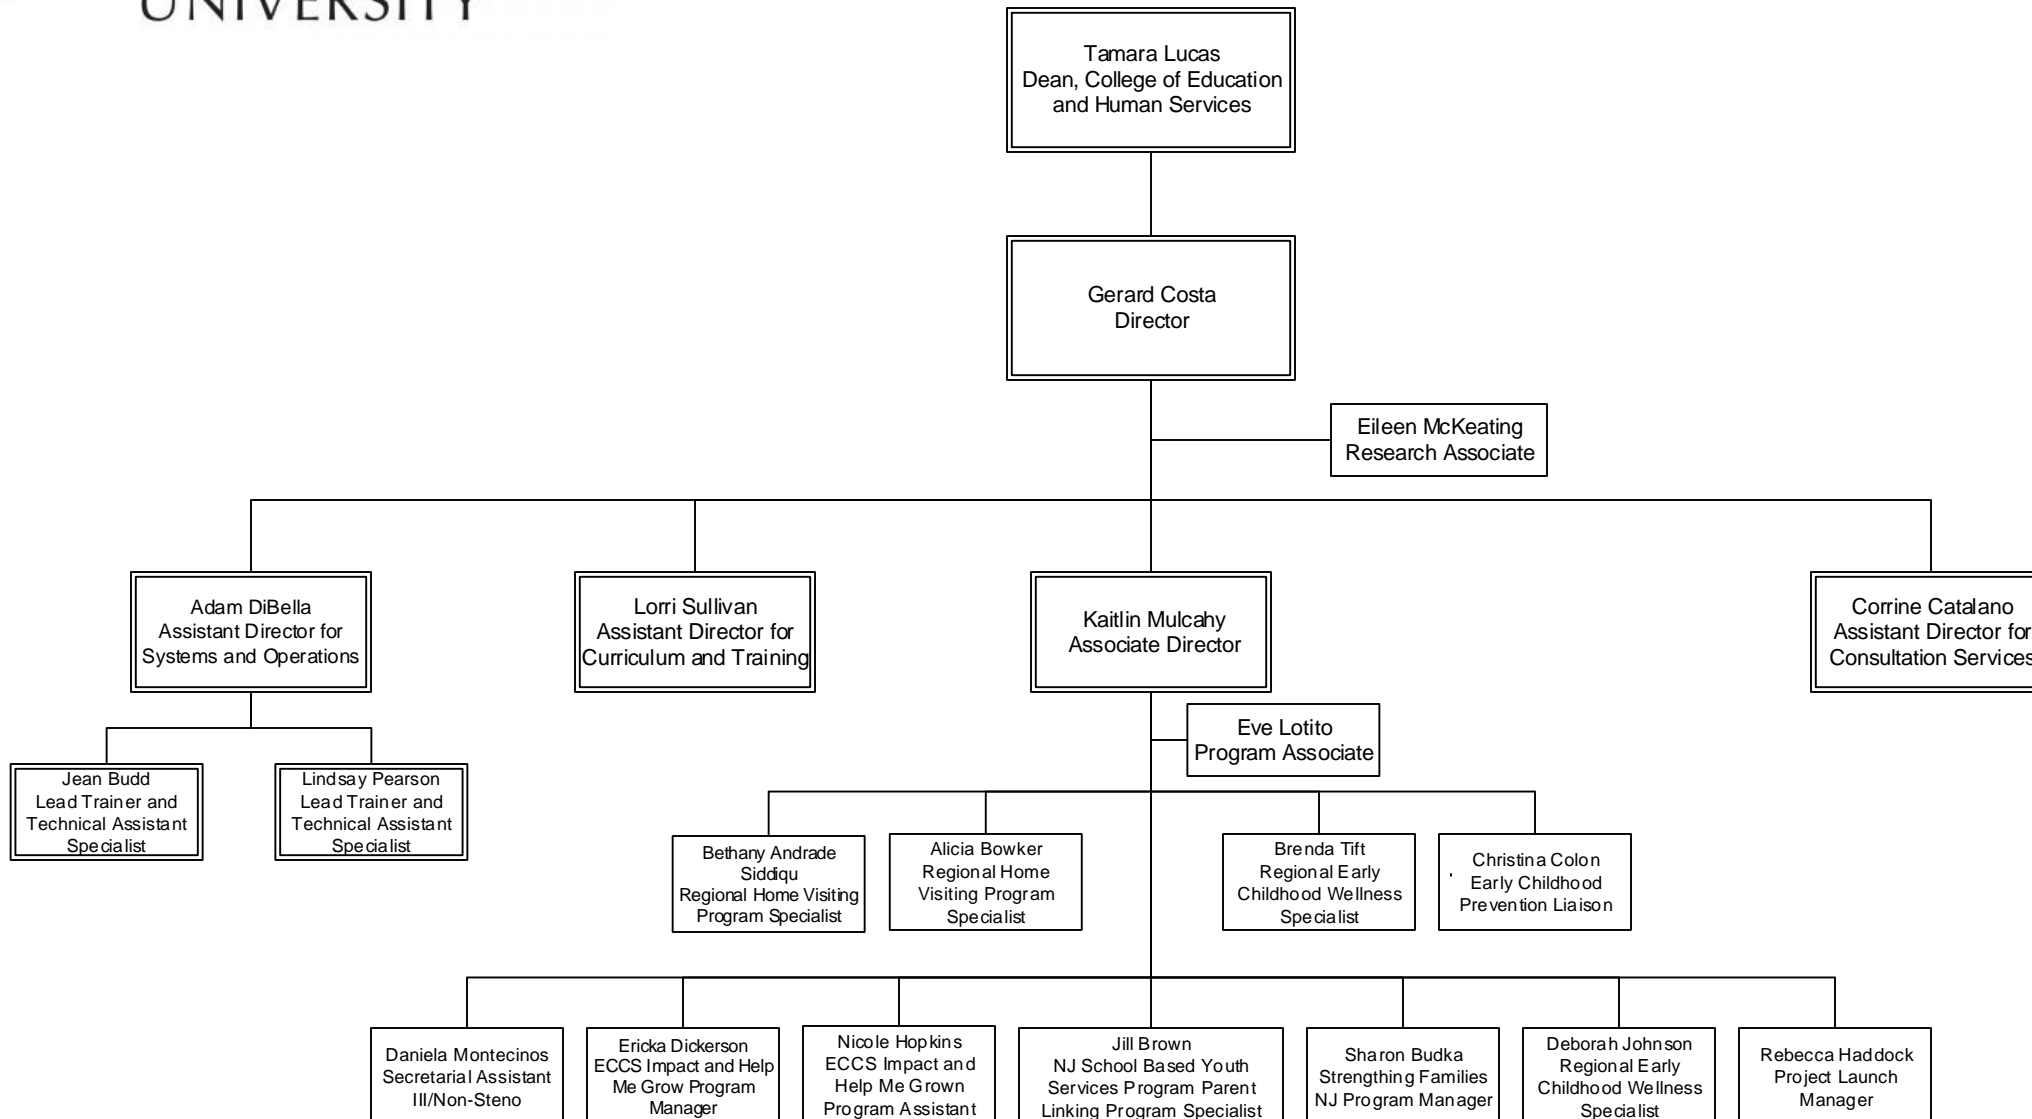 UNIVERSITY
Tamara Lucas
Dean, College of Education
and Human Services
Gerard Costa
Director
Eileen McKeating
Research Associate
Adam DiBella
Assistant Director for
Systems and Operations
Lorri Sullivan
Assistant Director for
Curriculum and Training
Kaitlin Mulcahy
Associate Director
Corrine Catalano
Assistant Director for
Consultation Services
Eve Lotito
Program Associate
Jean Budd
Lead Trainer and
Technical Assistant
Specialist
Lindsay Pearson
Lead Trainer and
Technical Assistant
Specialist
Bethany Andrade
Siddiqu
Regional Home Visiting
Program Specialist
Alicia Bowker
Regional Home
Visiting Program
Specialist
Brenda Tift
Regional Early
Childhood Wellness
Specialist
Christina Colon
Early Childhood
Prevention Liaison
Daniela Montecinos
Secretarial Assistant
III/Non-Steno
Ericka Dickerson
ECCS Impact and Help
Me Grow Program
Manager
Nicole Hopkins
ECCS Impact and
Help Me Grown
Program Assistant
Jill Brown
NJ School Based Youth
Services Program Parent
Linking Program Specialist
Sharon Budka
Strengthing Families
NJ Program Manager
Deborah Johnson
Regional Early
Childhood Wellness
Specialist
Rebecca Haddock
Project Launch
Manager